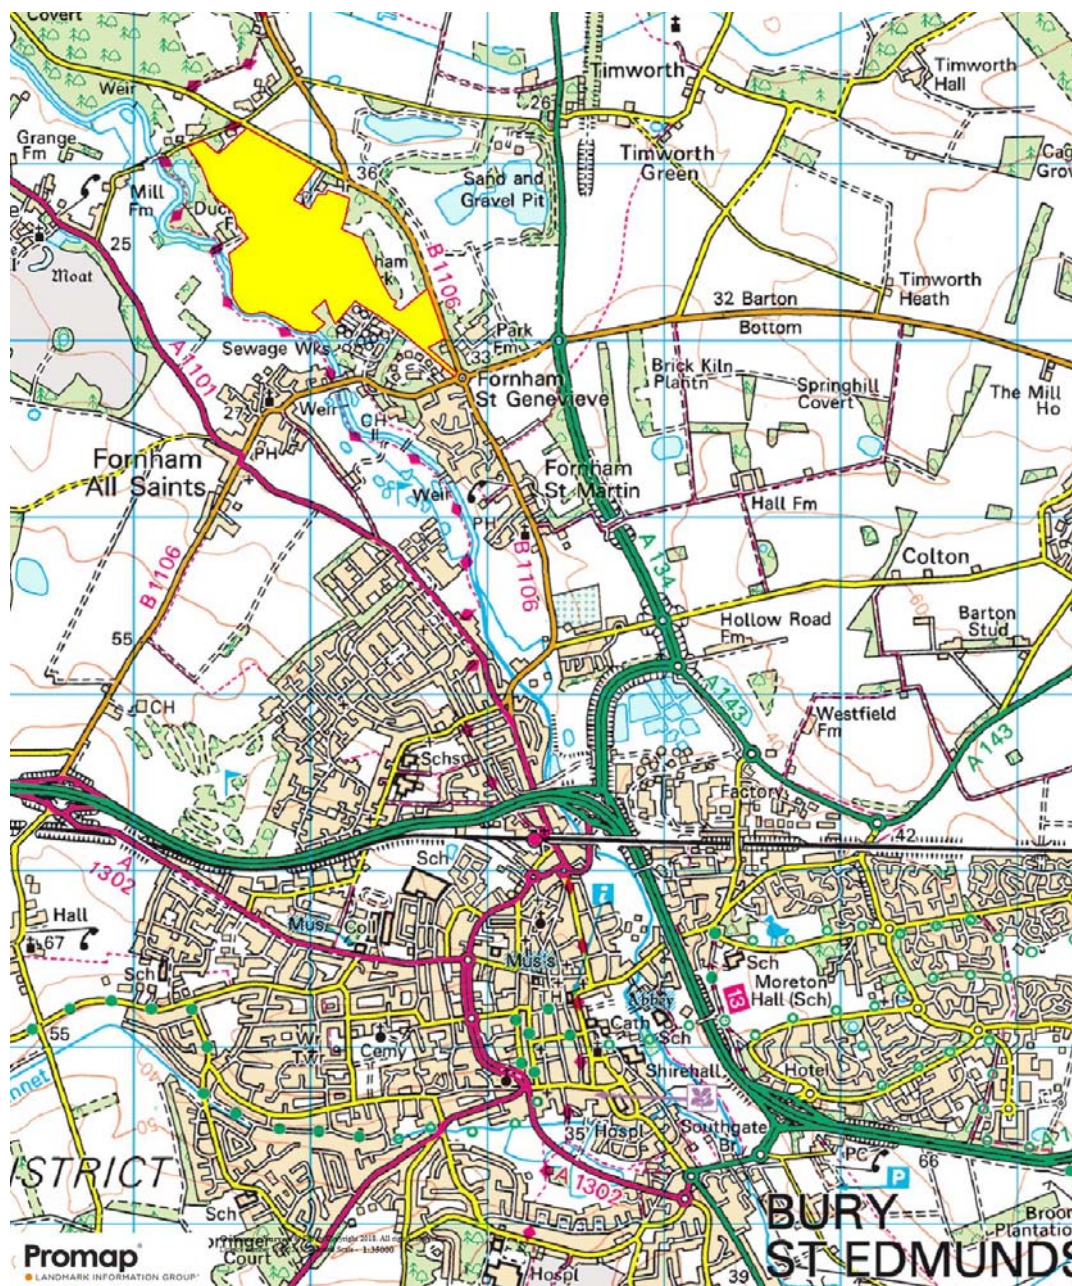 Covert
Weir
Timworth
Timworth
Hall
26
Grange
Fm
Timworth
Green
36
Sand and
Gravel Pit
Mill
Fm
25
Moat
B 1106
Timworth
Heath
32 Barton
Bottom
A 1101
Sewage Wks
Park
Fm
33
Brick Kiln
Plantn
Springhill
Covert
The Mill
Ho
Fornham
St Genevieve
27
Weir
CH
PH
Fornham
All Saints
Fornham
St Martin
Weir
PH
Hall Fm
B 1106
A 134
Colton
B 1106
60
Hollow Road
Fm
Barton
Stud
55
CH
A 143
Westfield
Fm
A 143
Schs
Factory
42
A
1302
Sch
Hall
67
Mus
Coll
Sch
Mus's
TH
Abbey
Sch
Moreton
Hall (Sch)
13
55
Wr
Twr
Cemy
Cath
Sch
Shirehall
Hotel
40
50
35
Hospl
Southgate
Br
PC
66
P
A 1302
STRICT
BURY
ST EDMUNDS
Sch
Court
Hospl
39
Promap
LANDMARK INFORMATION GROUP